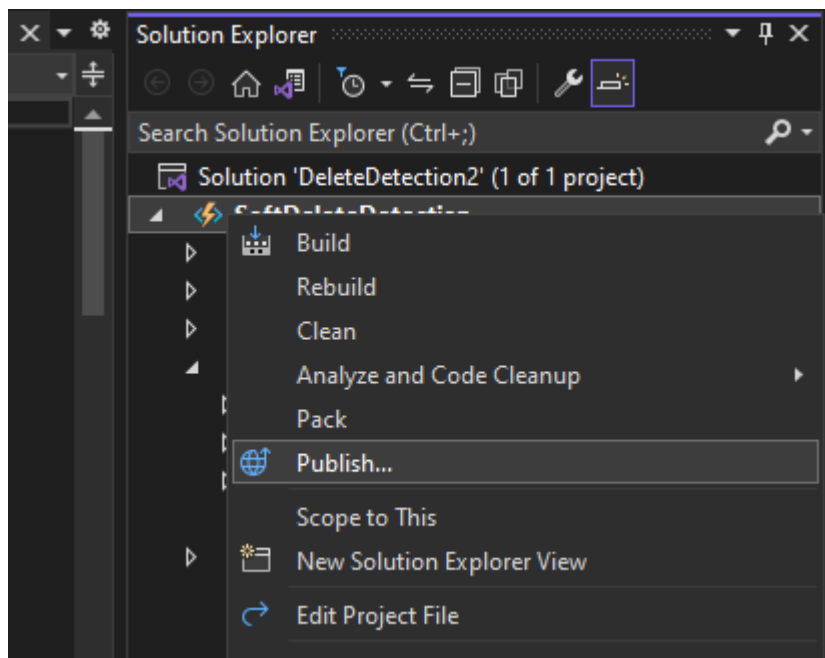 Solution Explorer
Search Solution Explorer (Ctrl+;)
Solution 'DeleteDetection2' (1 of 1 project)
SoftDeleteDetection
Build
Rebuild
Clean
Analyze and Code Cleanup
Pack
Publish...
Scope to This
New Solution Explorer View
Edit Project File